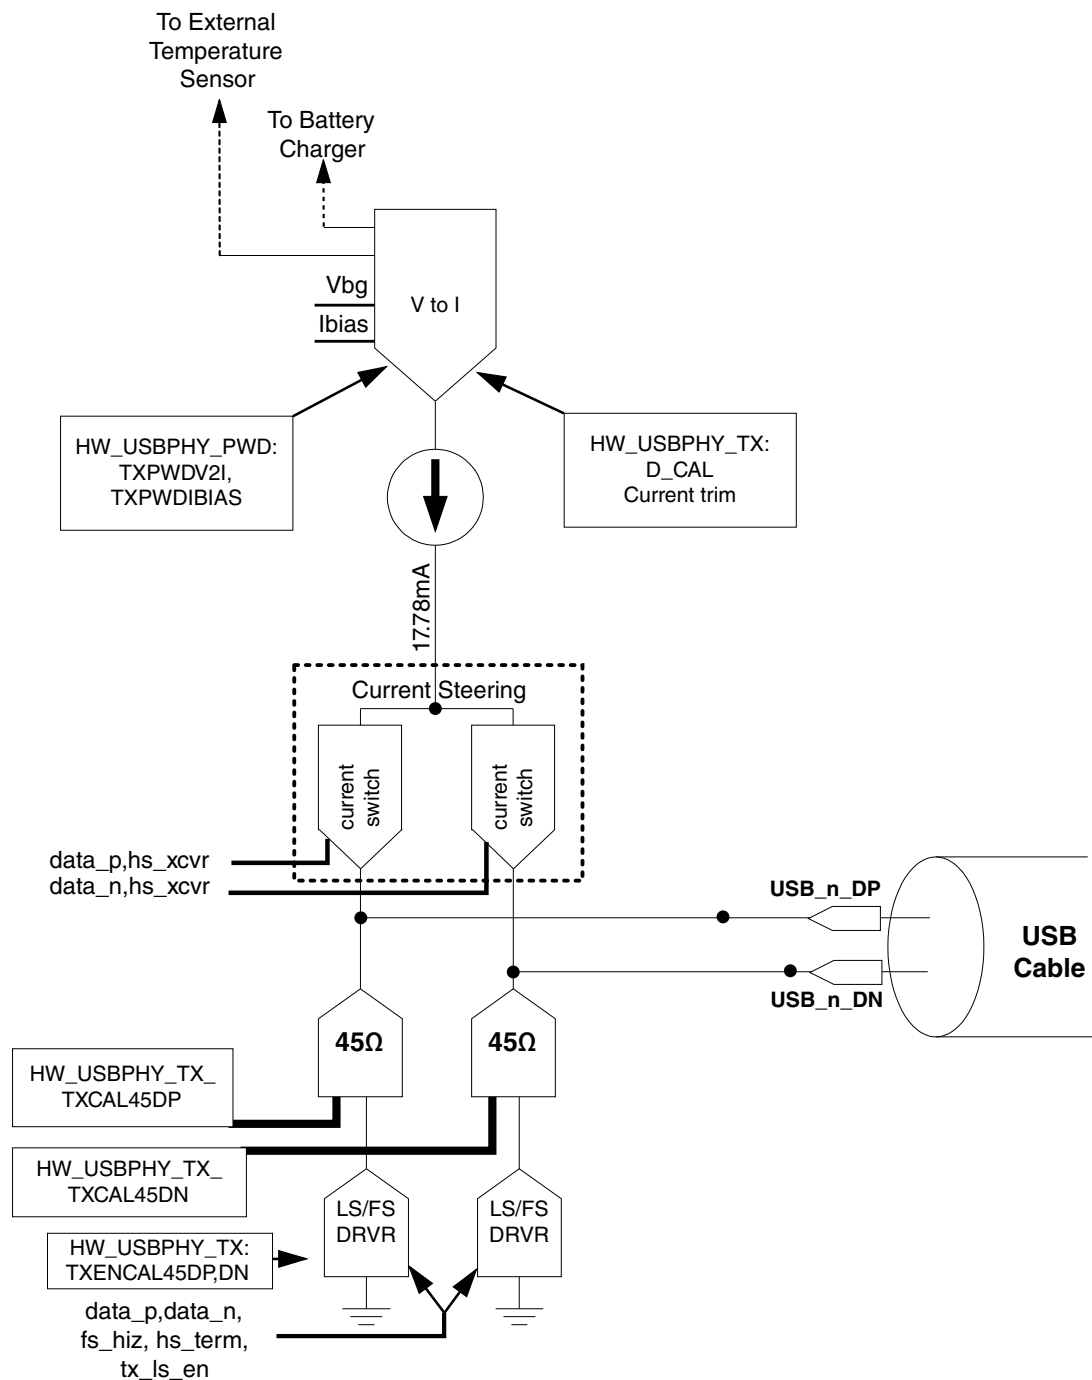 To External
Temperature
Sensor
To Battery
Charger
Vbg
Ibias
V to I
HW_USBPHY_PWD:
TXPWDV2I,
TXPWDIBIAS
HW_USBPHY_TX:
D_CAL
Current trim
17.78mA
Current Steering
current
switch
current
switch
data_p,hs_xcvr
data_n,hs_xcvr
USB_n_DP
USB_n_DN
USB
Cable
45Ω
45Ω
HW_USBPHY_TX_
TXCAL45DP
HW_USBPHY_TX_
TXCAL45DN
LS/FS
DRVR
LS/FS
DRVR
HW_USBPHY_TX:
TXENCAL45DP,DN
data_p,data_n,
fs_hiz, hs_term,
tx_ls_en